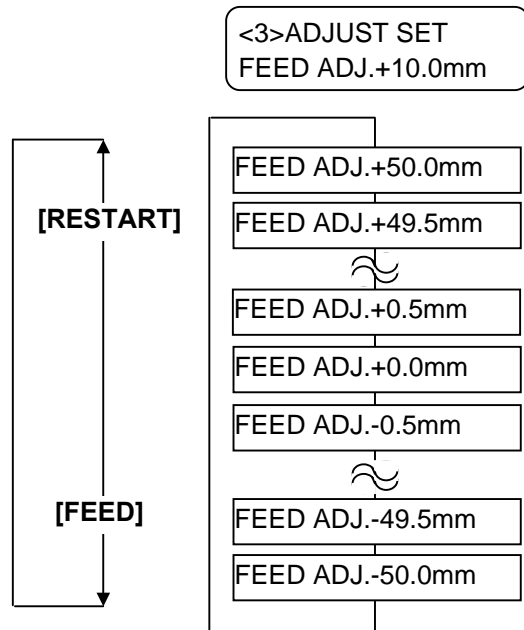 <3>ADJUST SET
FEED ADJ.+10.0mm
FEED ADJ.+50.0mm
[RESTART]
FEED ADJ.+49.5mm
FEED ADJ.+0.5mm
FEED ADJ.+0.0mm
FEED ADJ.-0.5mm
[FEED]
FEED ADJ.-49.5mm
FEED ADJ.-50.0mm